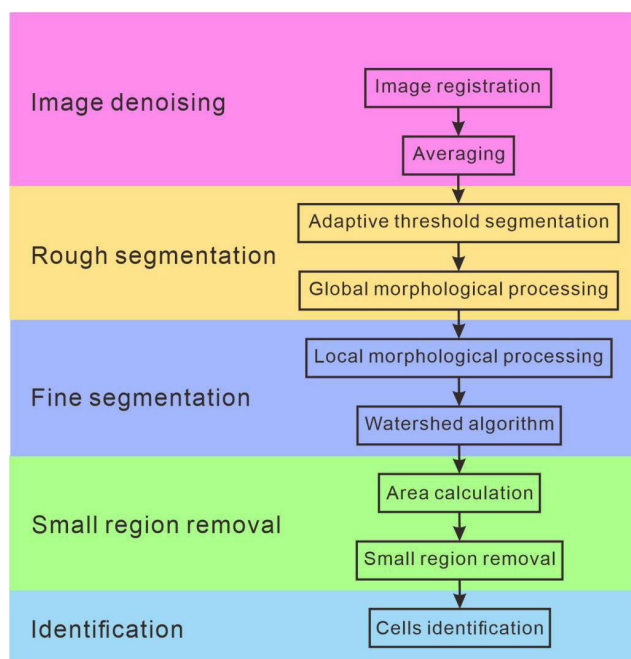 Image denoising
Image registration
Averaging
Rough segmentation
Adaptive threshold segmentation
Global morphological processing
Fine segmentation
Local morphological processing
Watershed algorithm
Small region removal
Area calculation
Small region removal
Identification
Cells identification